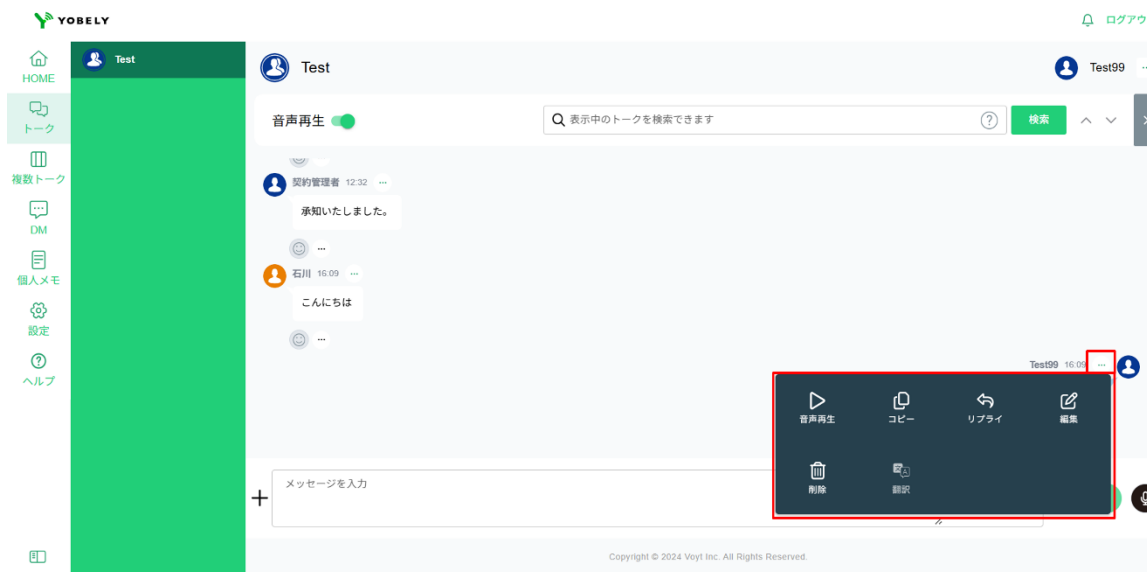 YOBELY
ログアウ
HOME
トーク
複数トーク
DM
個人メモ
設定
ヘルプ
Test
Test
Test99
音声再生
表示中のトークを検索できます
検索
契約管理者 12:32
承知いたしました。
石川 16:09
こんにちは
Test99 16:09
音声再生
コピー
リプライ
編集
削除
翻訳
メッセージを入力
Copyright © 2024 Voyt Inc. All Rights Reserved.